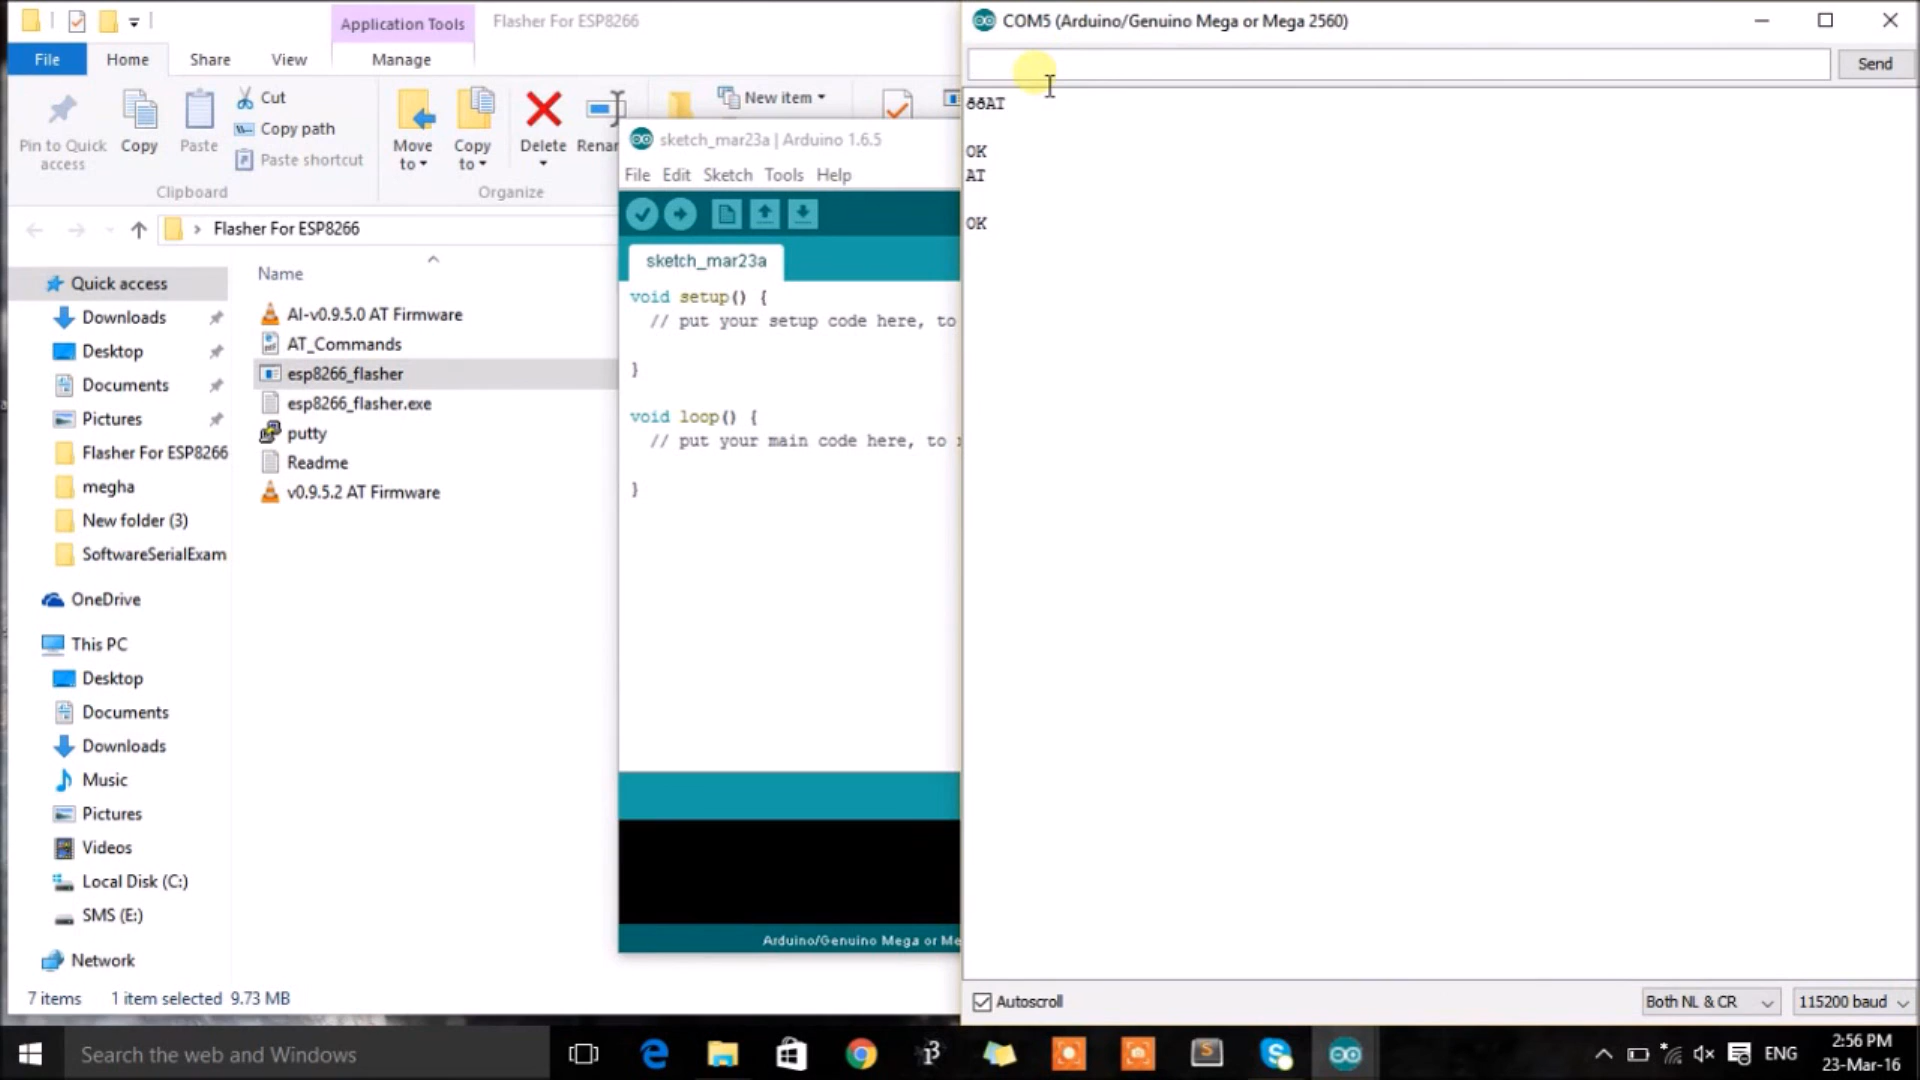 Application Tools
Flasher For ESP8266
File
Home
Share
View
Manage
Pin to Quick access
Copy
Paste
Cut
Copy path
Paste shortcut
Clipboard
Move to
Copy to
Delete
Renam
New item
Organize
Flasher For ESP8266
Name
Quick access
Downloads
Desktop
Documents
Pictures
Flasher For ESP8266
megha
New folder (3)
SoftwareSerialExam
OneDrive
This PC
Desktop
Documents
Downloads
Music
Pictures
Videos
Local Disk (C:)
SMS (E:)
Network
AI-v0.9.5.0 AT Firmware
AT_Commands
esp8266_flasher
esp8266_flasher.exe
putty
Readme
v0.9.5.2 AT Firmware
7 items
1 item selected
9.73 MB
sketch_mar23a | Arduino 1.6.5
File Edit Sketch Tools Help
sketch_mar23a
void setup() {
// put your setup code here, to
}
void loop() {
// put your main code here, to
}
Arduino/Genuino Mega or Me
COM5 (Arduino/Genuino Mega or Mega 2560)
Send
ððAT
OK
AT
OK
Autoscroll
Both NL & CR
115200 baud
Search the web and Windows
ENG
2:56 PM
23-Mar-16